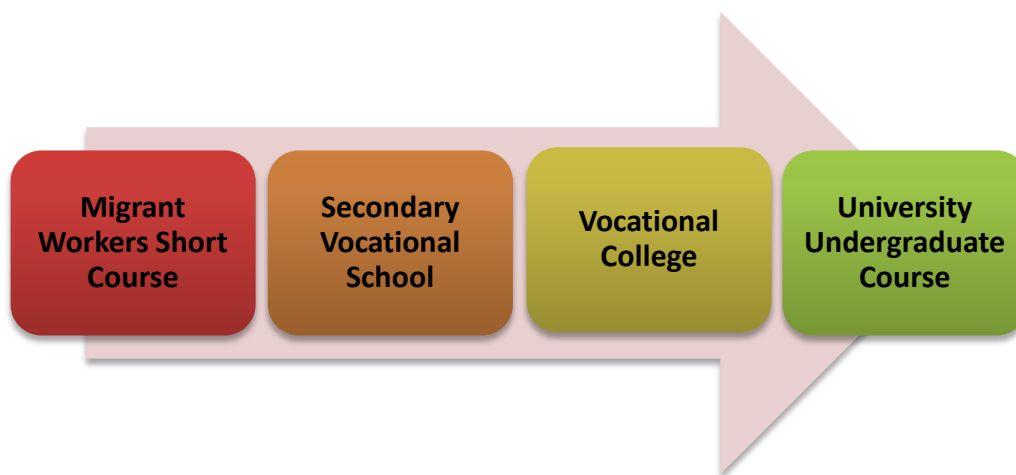 Migrant
Workers Short
Course
Secondary
Vocational
School
Vocational
College
University
Undergraduate
Course